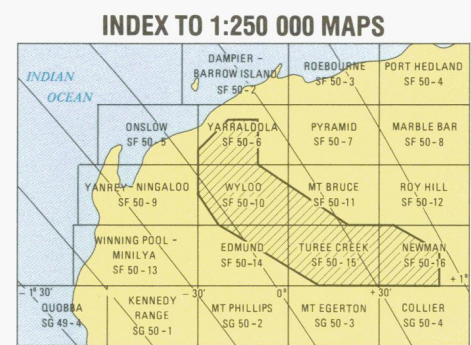 INDEX TO 1:250 000 MAPS
INDIAN
OCEAN
DAMPIER –
BARROW ISLAND
SF 50-2
ROEBOURNE
SF 50-3
PORT HEDLAND
SF 50-4
ONSLOW
SF 50-5
YARRALOOLA
SF 50-6
PYRAMID
SF 50-7
MARBLE BAR
SF 50-8
YANREY - NINGALOO
SF 50-9
WYLOO
SF 50-10
MT BRUCE
SF 50-11
ROY HILL
SF 50-12
WINNING POOL –
MINILYA
SF 50-13
EDMUND
SF 50-14
TUREE CREEK
SF 50-15
NEWMAN
SF 50-16
– 1° 30'
– 30'
0°
+ 30'
+ 1°
QUOBBA
SG 49-4
KENNEDY
RANGE
SG 50-1
MT PHILLIPS
SG 50-2
MT EGERTON
SG 50-3
COLLIER
SG 50-4